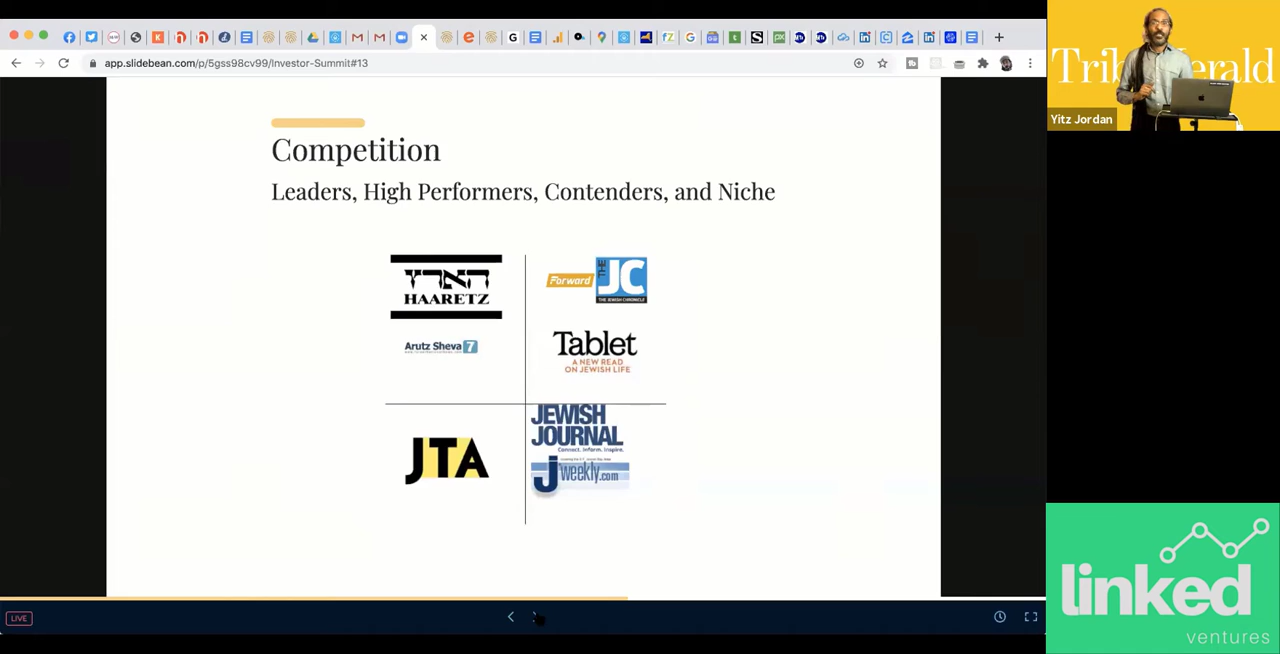 app.slidebean.com/p/5gss98cv99/Investor-Summit#13
Trib
erald
Yitz Jordan
Competition
Leaders, High Performers, Contenders, and Niche
הארץ
HAARETZ
Arutz Sheva 7
Forward
THE JC
THE JEWISH CHRONICLE
Tablet
A NEW READ
ON JEWISH LIFE
JTA
JEWISH
JOURNAL
Connect. Inform. Inspire.
J weekly.com
LIVE
linked
ventures